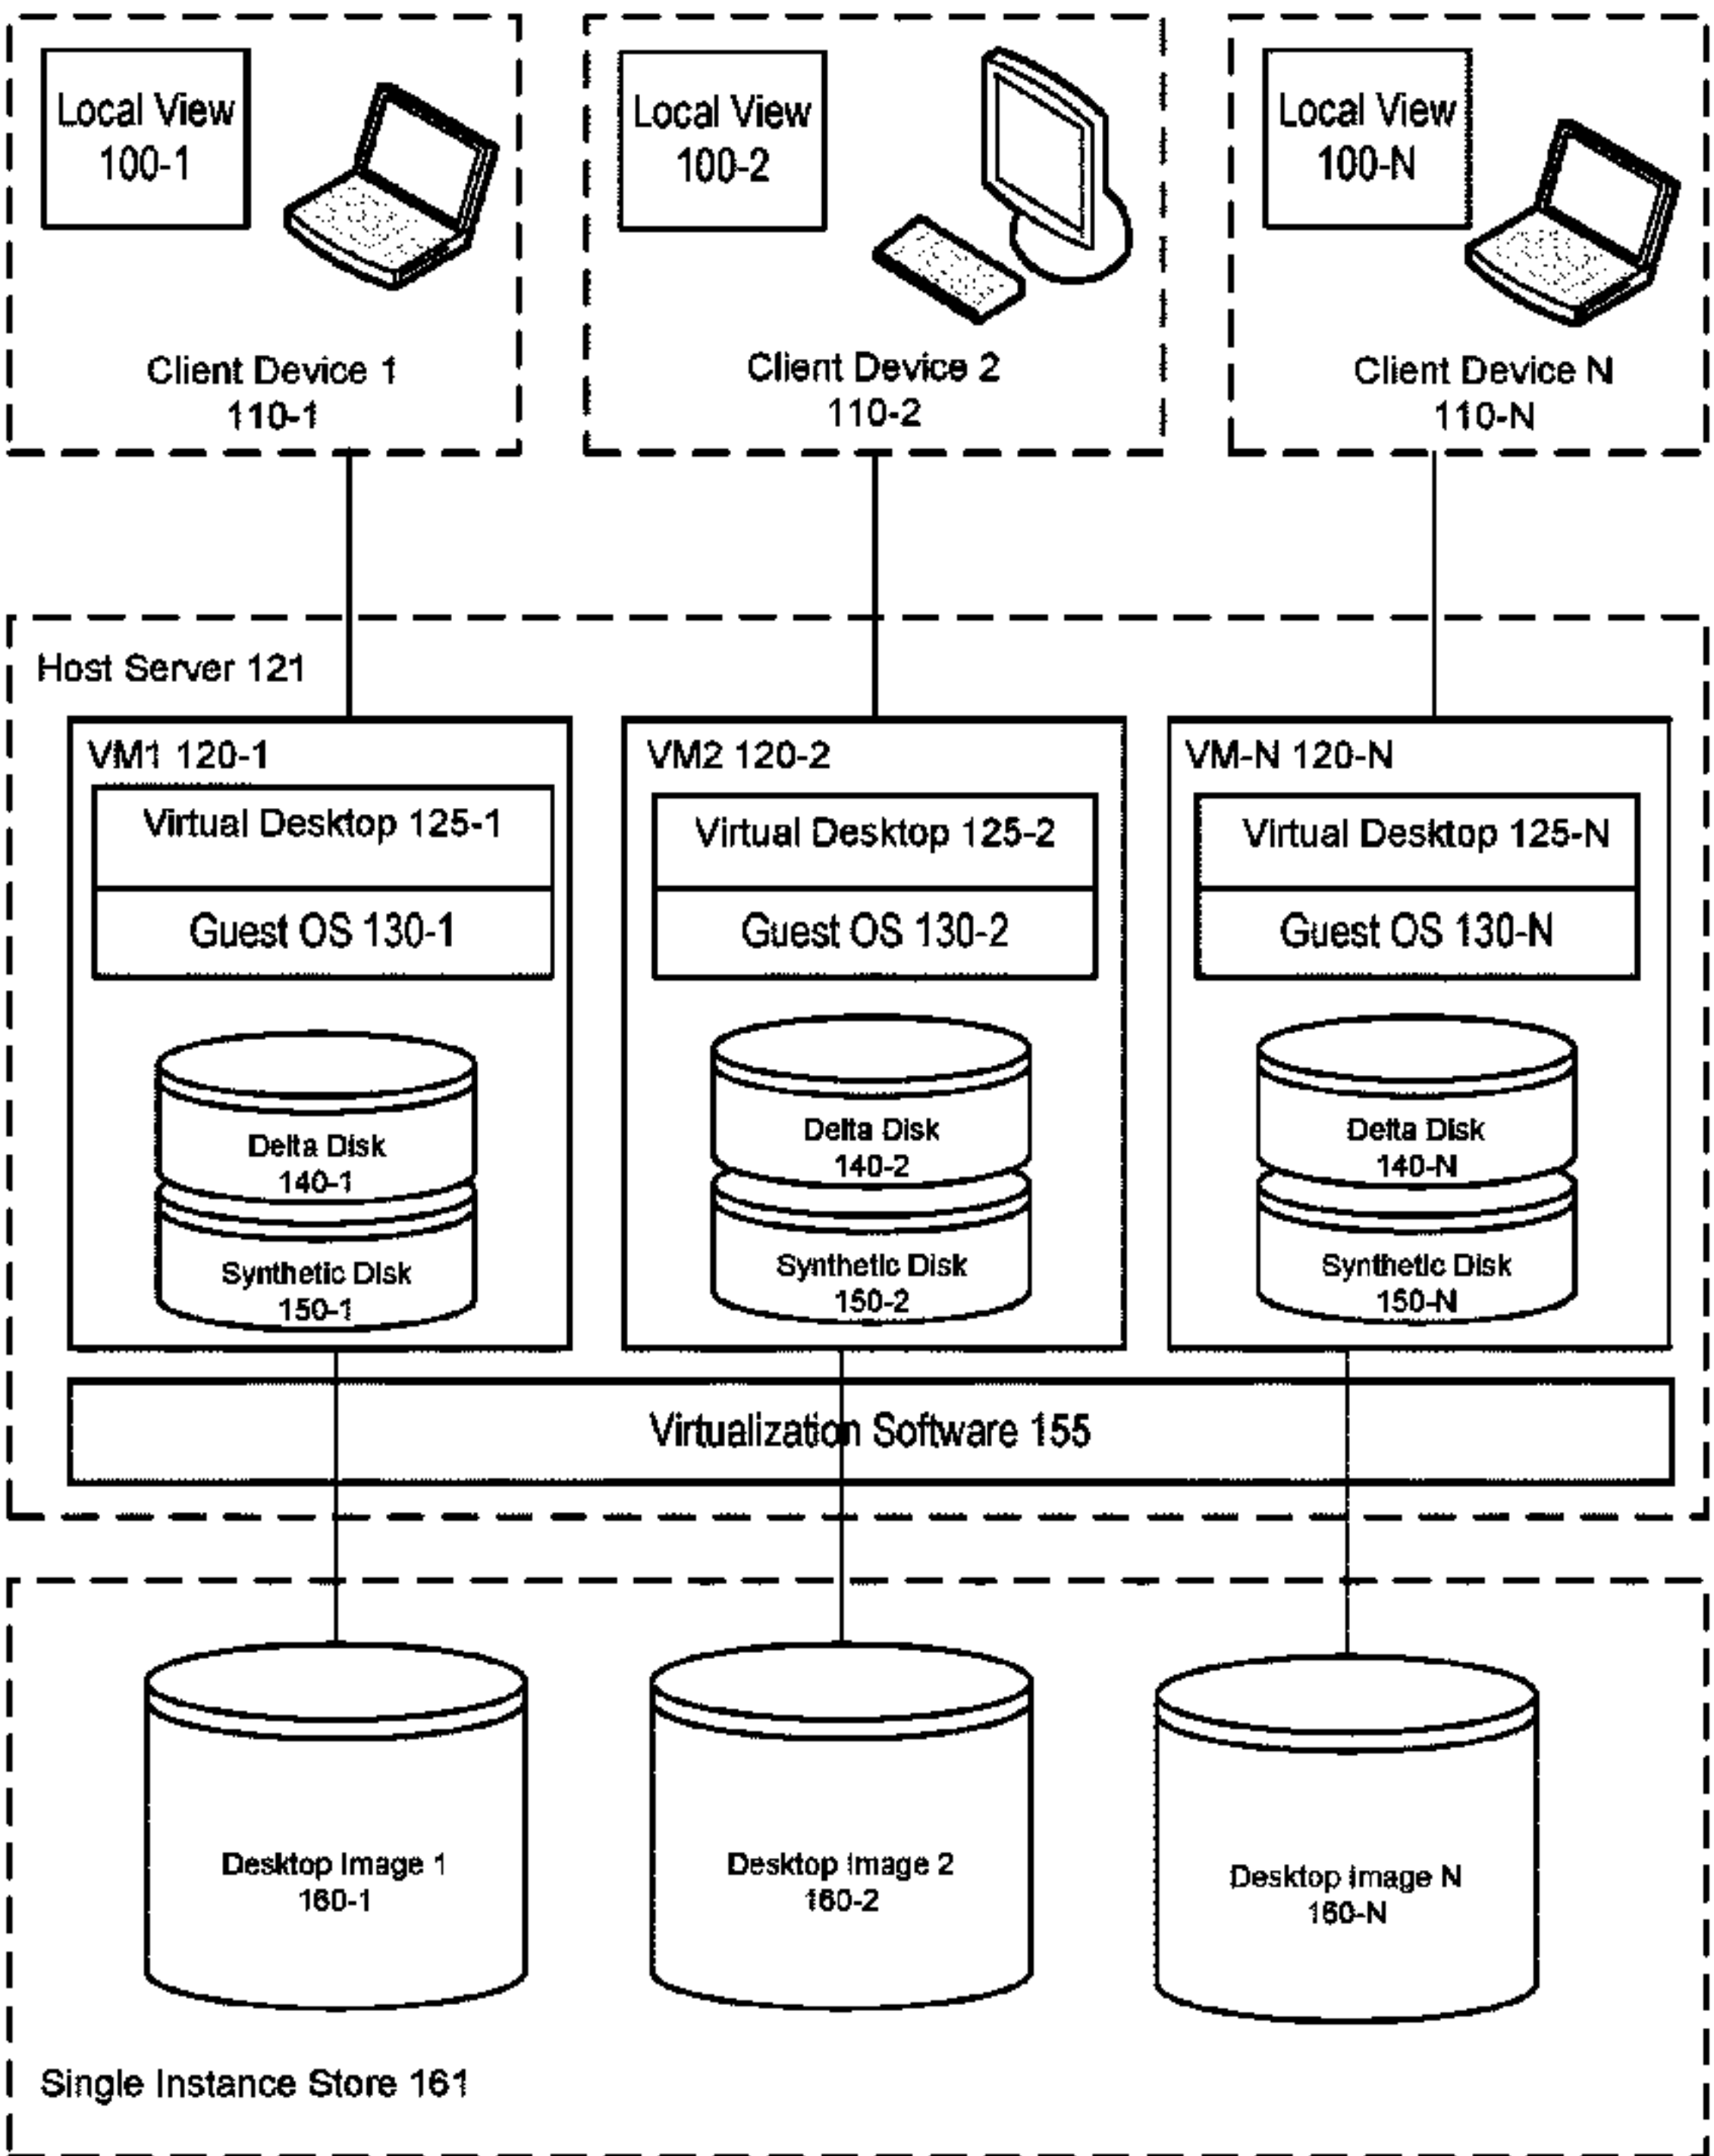 Local View
100-1
Client Device 1
110-1
Local View
100-2
Client Device 2
110-2
Local View
100-N
Client Device N
110-N
Host Server 121
VM1 120-1
Virtual Desktop 125-1
Guest OS 130-1
Delta Disk
140-1
Synthetic Disk
150-1
VM2 120-2
Virtual Desktop 125-2
Guest OS 130-2
Delta Disk
140-2
Synthetic Disk
150-2
VM-N 120-N
Virtual Desktop 125-N
Guest OS 130-N
Delta Disk
140-N
Synthetic Disk
150-N
Virtualization Software 155
Desktop Image 1
160-1
Desktop Image 2
160-2
Desktop Image N
160-N
Single Instance Store 161